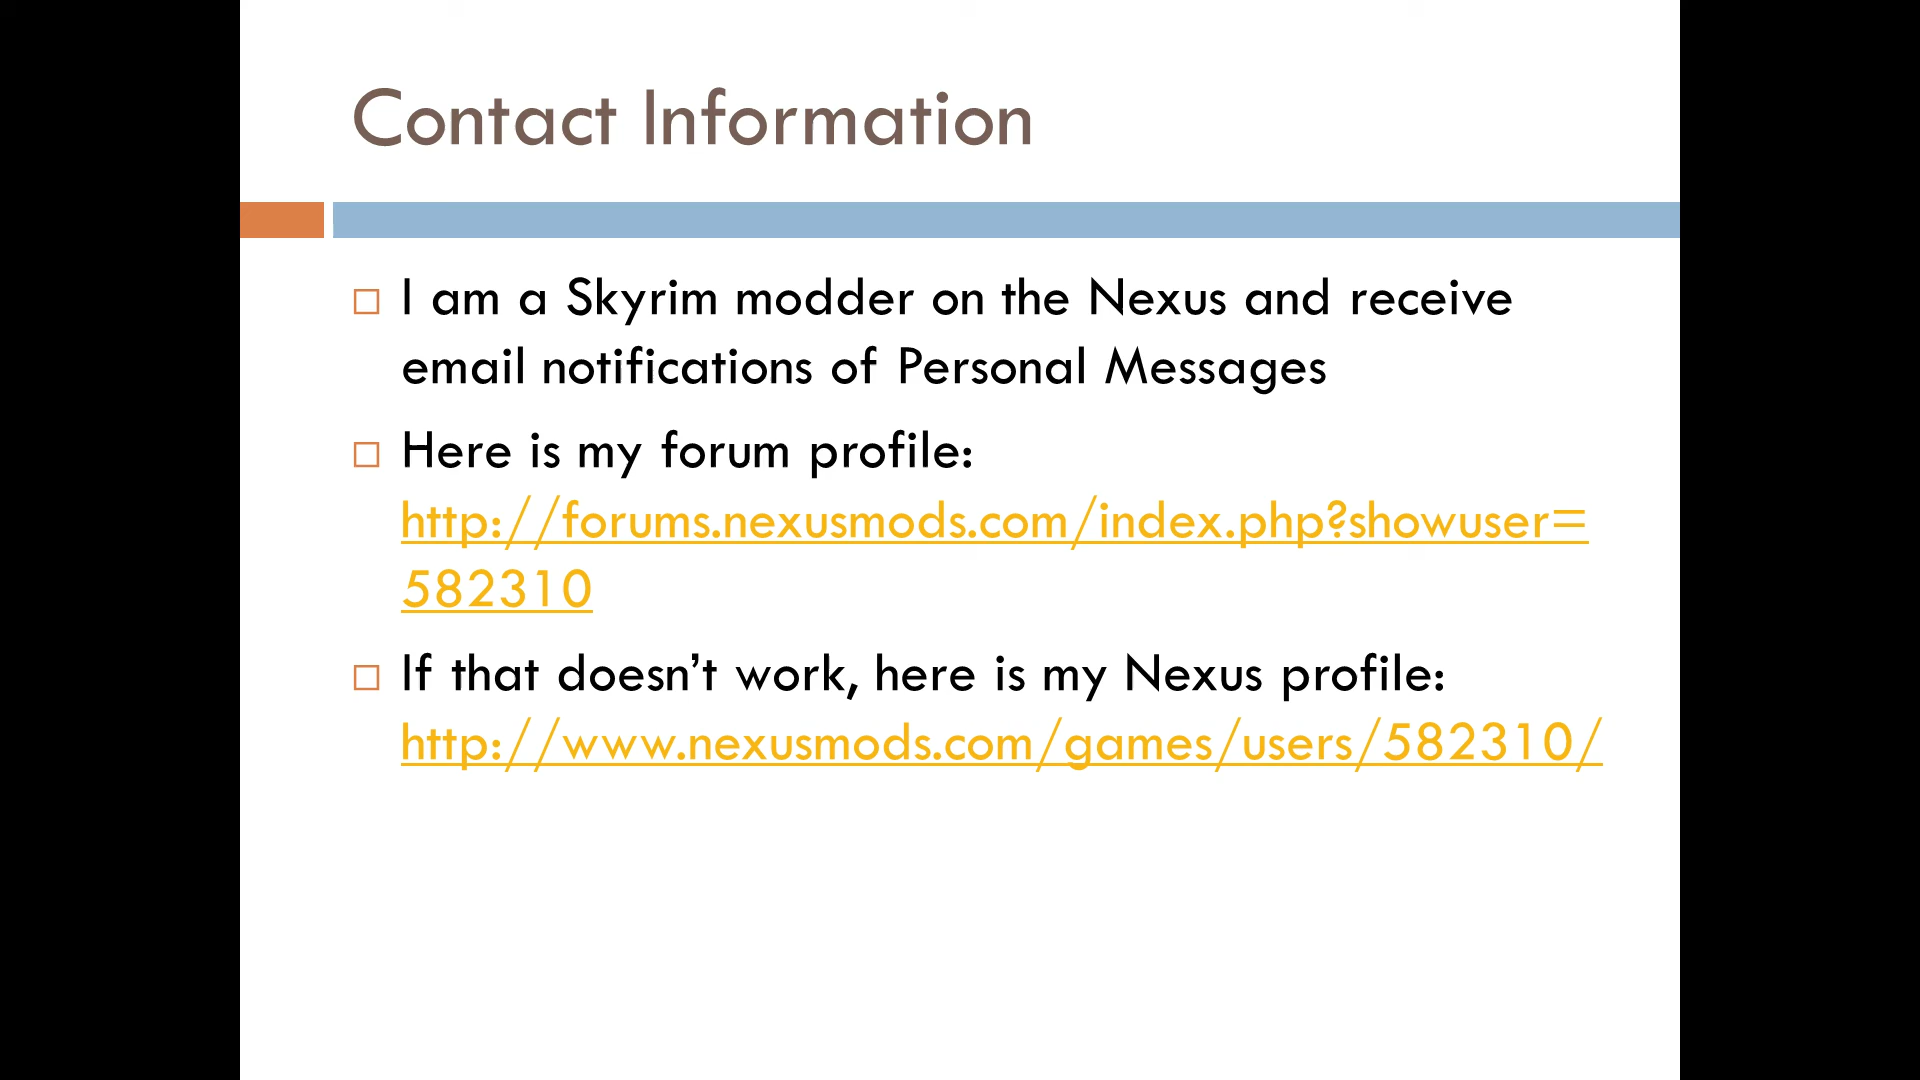 Contact Information
I am a Skyrim modder on the Nexus and receive
email notifications of Personal Messages
Here is my forum profile:
http://forums.nexusmods.com/index.php?showuser=
582310
If that doesn’t work, here is my Nexus profile:
http://www.nexusmods.com/games/users/582310/